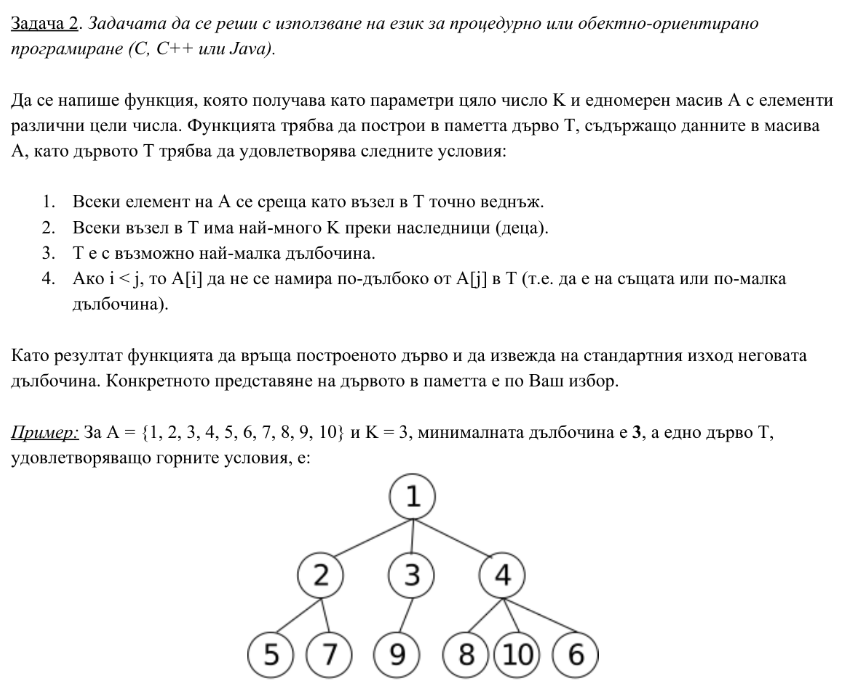 Задача 2. Задачата да се реши с използване на език за процедурно или обектно-ориентирано
програмиране (C, C++ или Java).
Да се напише функция, която получава като параметри цяло число K и едномерен масив A с елементи
различни цели числа. Функцията трябва да построи в паметта дърво T, съдържащо данните в масива
A, като дървото T трябва да удовлетворява следните условия:
1. Всеки елемент на A се среща като възел в T точно веднъж.
2. Всеки възел в T има най-много K преки наследници (деца).
3. T е с възможно най-малка дълбочина.
4. Ако i < j, то A[i] да не се намира по-дълбоко от A[j] в T (т.е. да е на същата или по-малка
дълбочина).
Като резултат функцията да връща построеното дърво и да извежда на стандартния изход неговата
дълбочина. Конкретното представяне на дървото в паметта е по Ваш избор.
Пример: За A = {1, 2, 3, 4, 5, 6, 7, 8, 9, 10} и K = 3, минималната дълбочина е 3, а едно дърво T,
удовлетворяващо горните условия, е:
1
2 3 4
5 7 9 8 10 6